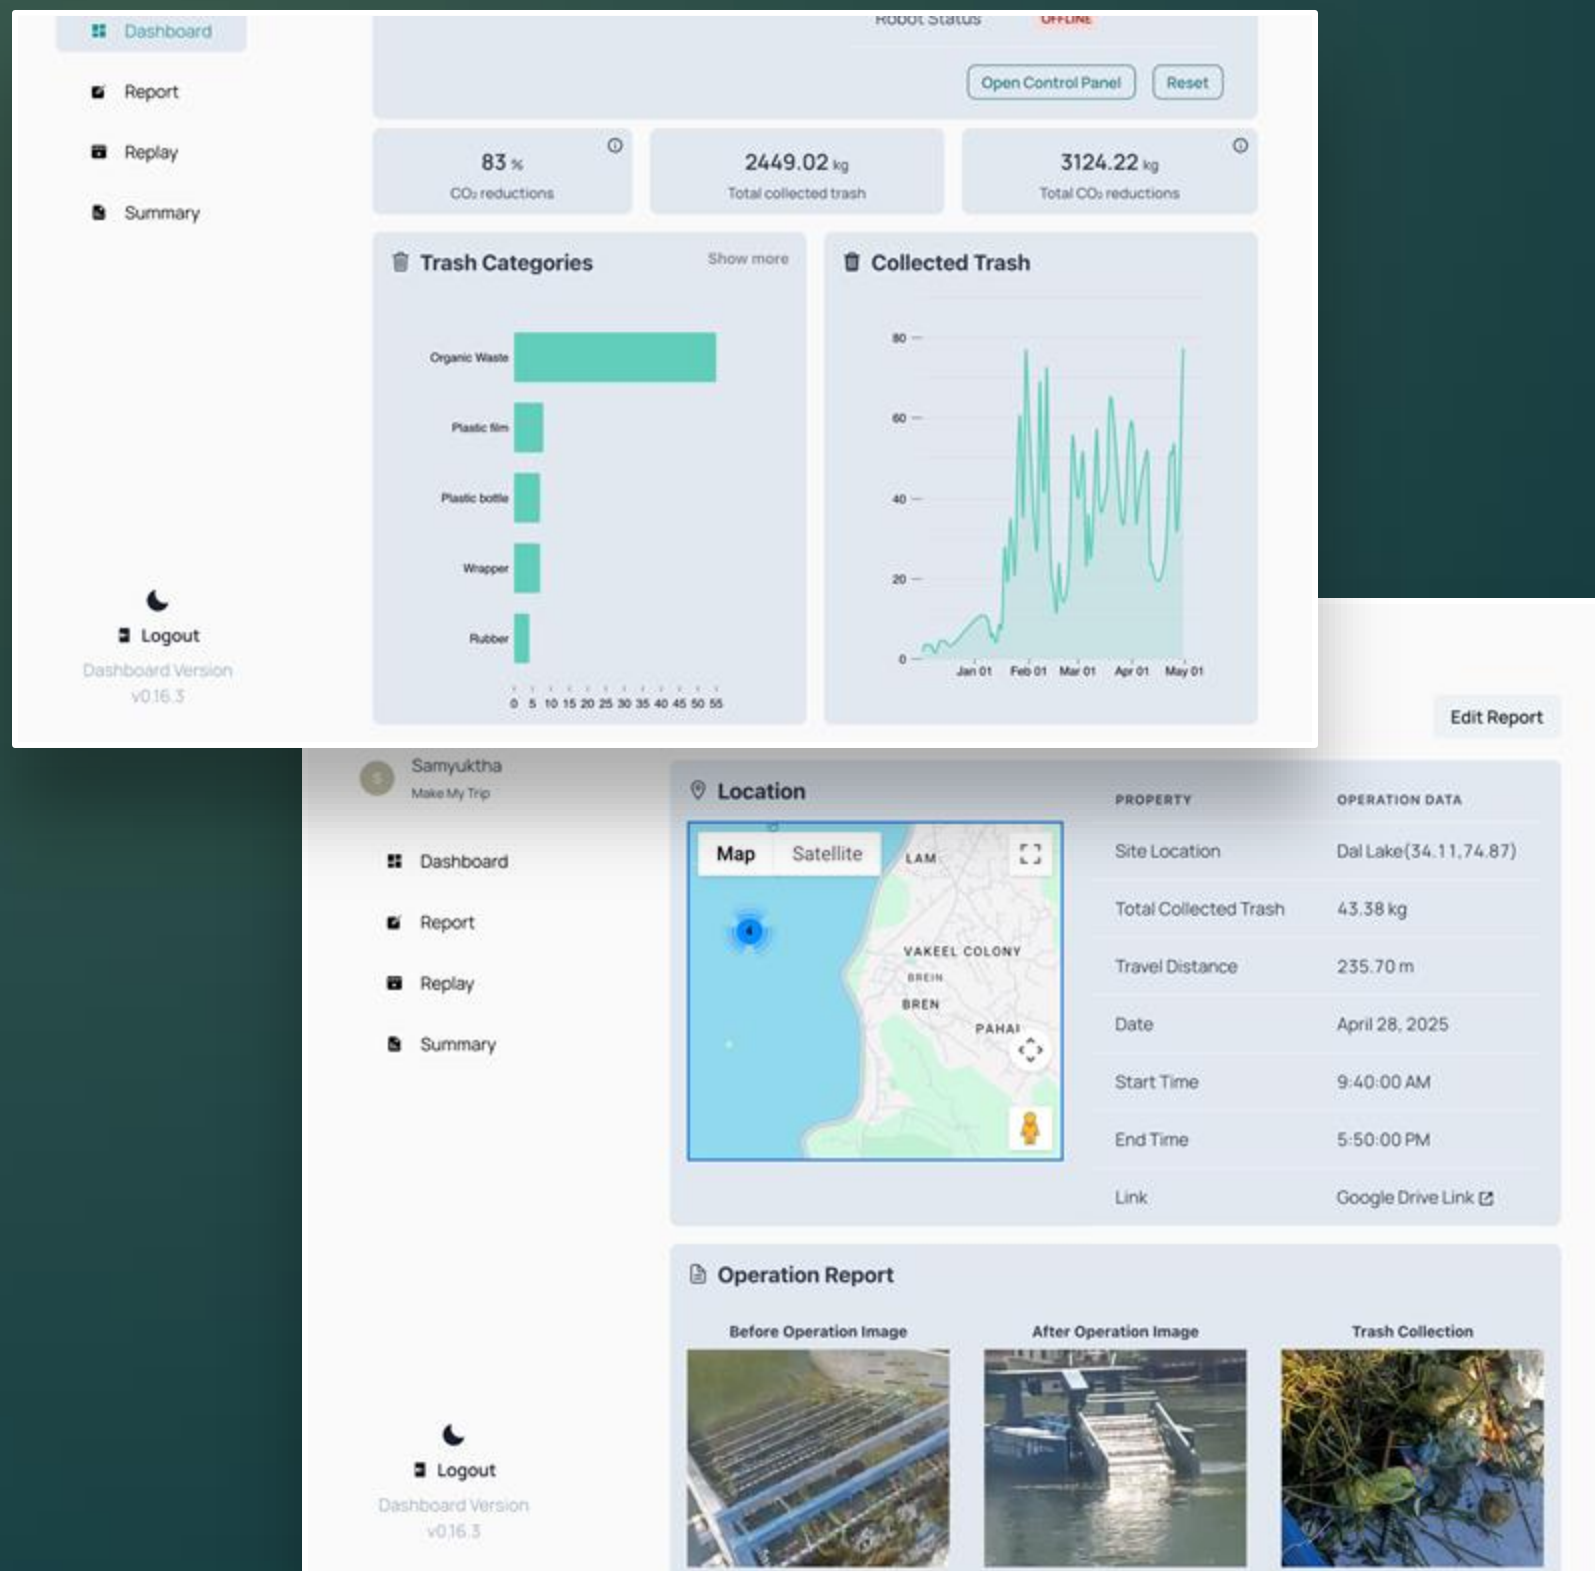 Dashboard
Report
Replay
Summary
Logout
Dashboard Version
v0.16.3
Robot Status OFFLINE
Open Control Panel Reset
83 %
CO₂ reductions
2449.02 kg
Total collected trash
3124.22 kg
Total CO₂ reductions
Trash Categories Show more
Organic Waste
Plastic film
Plastic bottle
Wrapper
Rubber
0 5 10 15 20 25 30 35 40 45 50 55
Collected Trash
80
60
40
20
0
Jan 01 Feb 01 Mar 01 Apr 01 May 01
Edit Report
S
Samyuktha
Make My Trip
Dashboard
Report
Replay
Summary
Logout
Dashboard Version
v0.16.3
Location
Map Satellite
4
LAM
VAKEEL COLONY
BREIN
BREN
PAHAL
PROPERTY OPERATION DATA
Site Location Dal Lake(34.11,74.87)
Total Collected Trash 43.38 kg
Travel Distance 235.70 m
Date April 28, 2025
Start Time 9:40:00 AM
End Time 5:50:00 PM
Link Google Drive Link
Operation Report
Before Operation Image After Operation Image Trash Collection